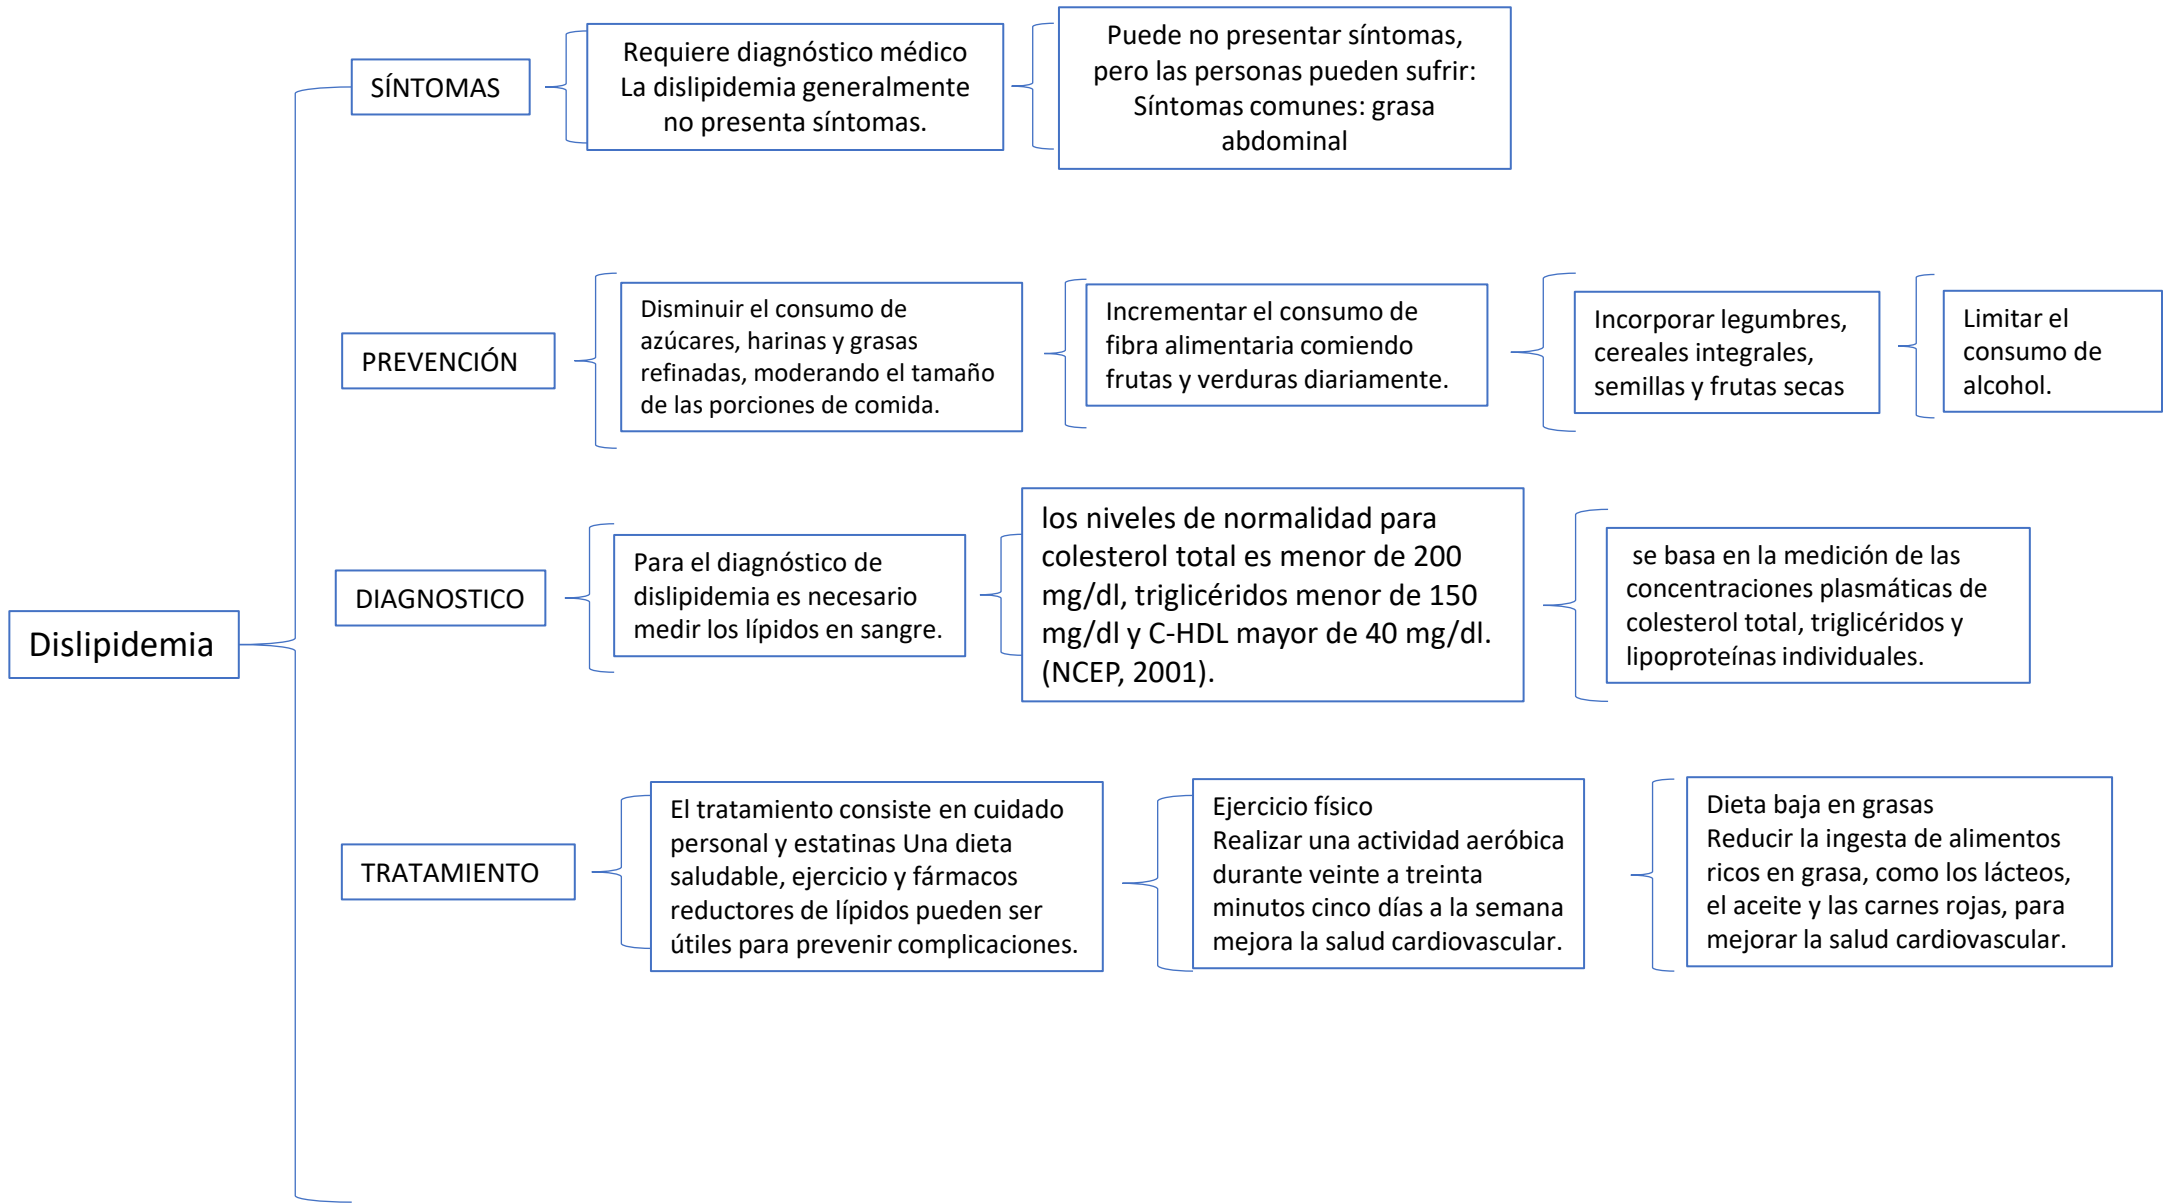 Dislipidemia
SÍNTOMAS
Requiere diagnóstico médico
La dislipidemia generalmente
no presenta síntomas.
Puede no presentar síntomas,
pero las personas pueden sufrir:
Síntomas comunes: grasa
abdominal
PREVENCIÓN
Disminuir el consumo de
azúcares, harinas y grasas
refinadas, moderando el tamaño
de las porciones de comida.
Incrementar el consumo de
fibra alimentaria comiendo
frutas y verduras diariamente.
Incorporar legumbres,
cereales integrales,
semillas y frutas secas
Limitar el
consumo de
alcohol.
DIAGNOSTICO
Para el diagnóstico de
dislipidemia es necesario
medir los lípidos en sangre.
los niveles de normalidad para
colesterol total es menor de 200
mg/dl, triglicéridos menor de 150
mg/dl y C-HDL mayor de 40 mg/dl.
(NCEP, 2001).
se basa en la medición de las
concentraciones plasmáticas de
colesterol total, triglicéridos y
lipoproteínas individuales.
TRATAMIENTO
El tratamiento consiste en cuidado
personal y estatinas Una dieta
saludable, ejercicio y fármacos
reductores de lípidos pueden ser
útiles para prevenir complicaciones.
Ejercicio físico
Realizar una actividad aeróbica
durante veinte a treinta
minutos cinco días a la semana
mejora la salud cardiovascular.
Dieta baja en grasas
Reducir la ingesta de alimentos
ricos en grasa, como los lácteos,
el aceite y las carnes rojas, para
mejorar la salud cardiovascular.